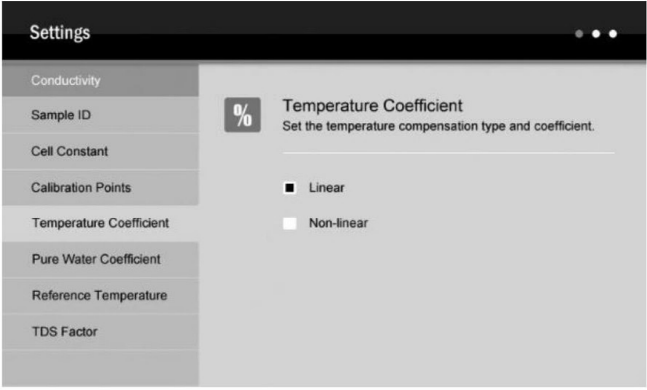 Settings
Conductivity
Sample ID
Cell Constant
Calibration Points
Temperature Coefficient
Pure Water Coefficient
Reference Temperature
TDS Factor
%
Temperature Coefficient
Set the temperature compensation type and coefficient.
Linear
Non-linear